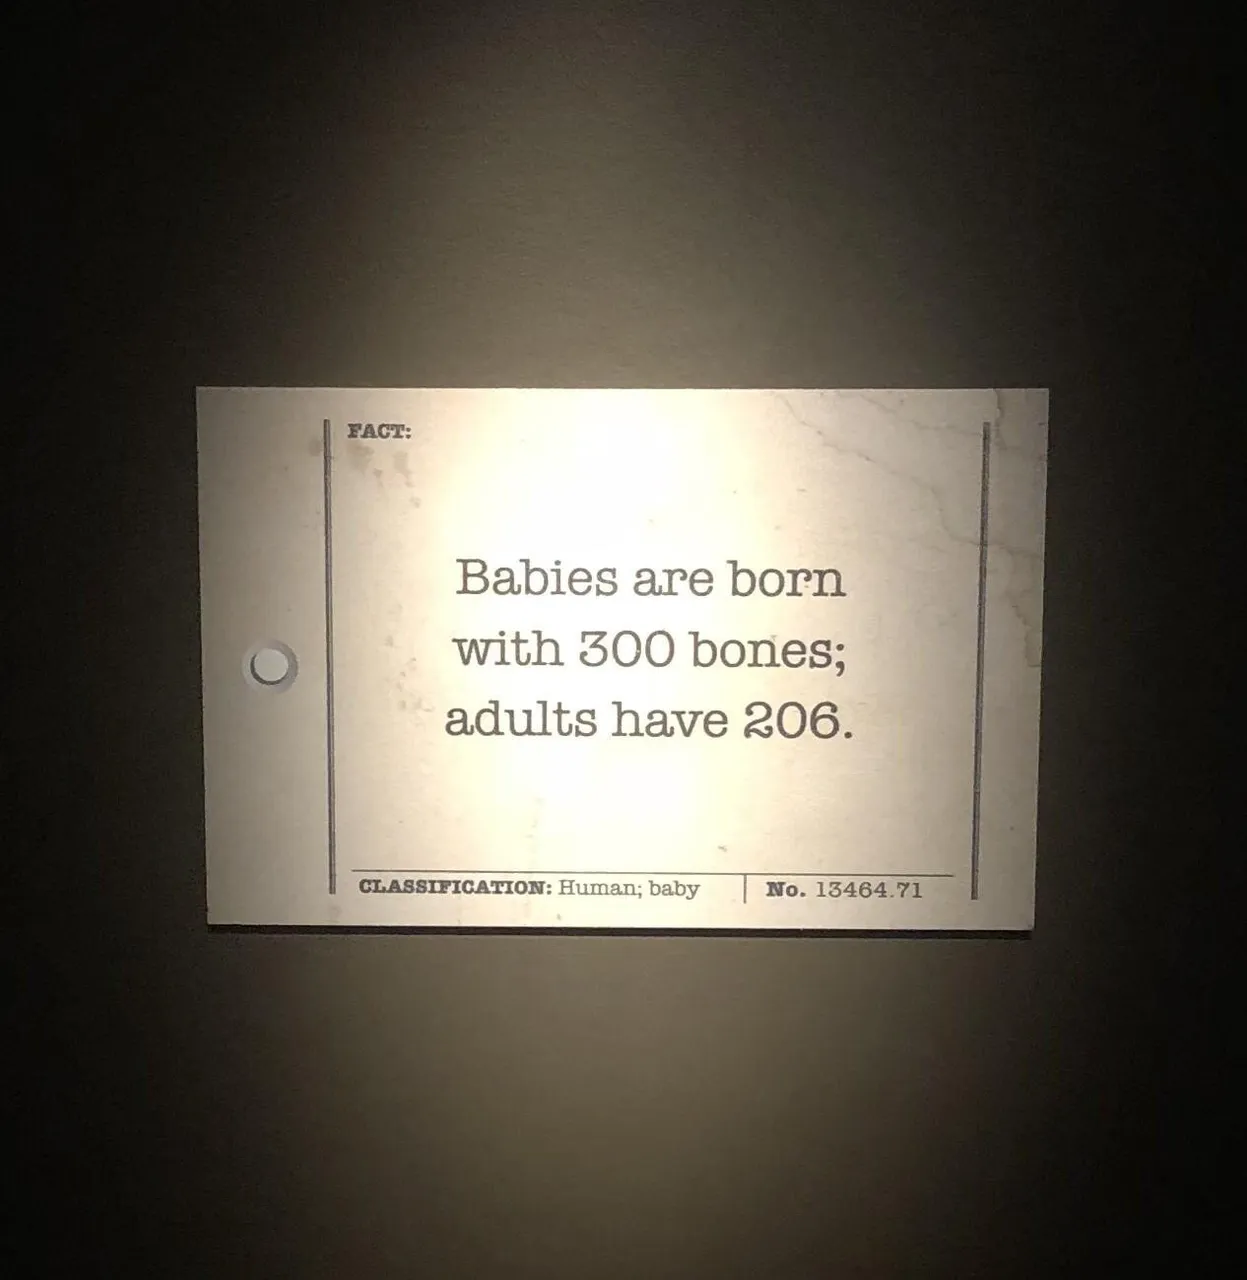 FACT:
Babies are born
with 300 bones;
adults have 206.
CLASSIFICATION: Human; baby
No. 13464.71